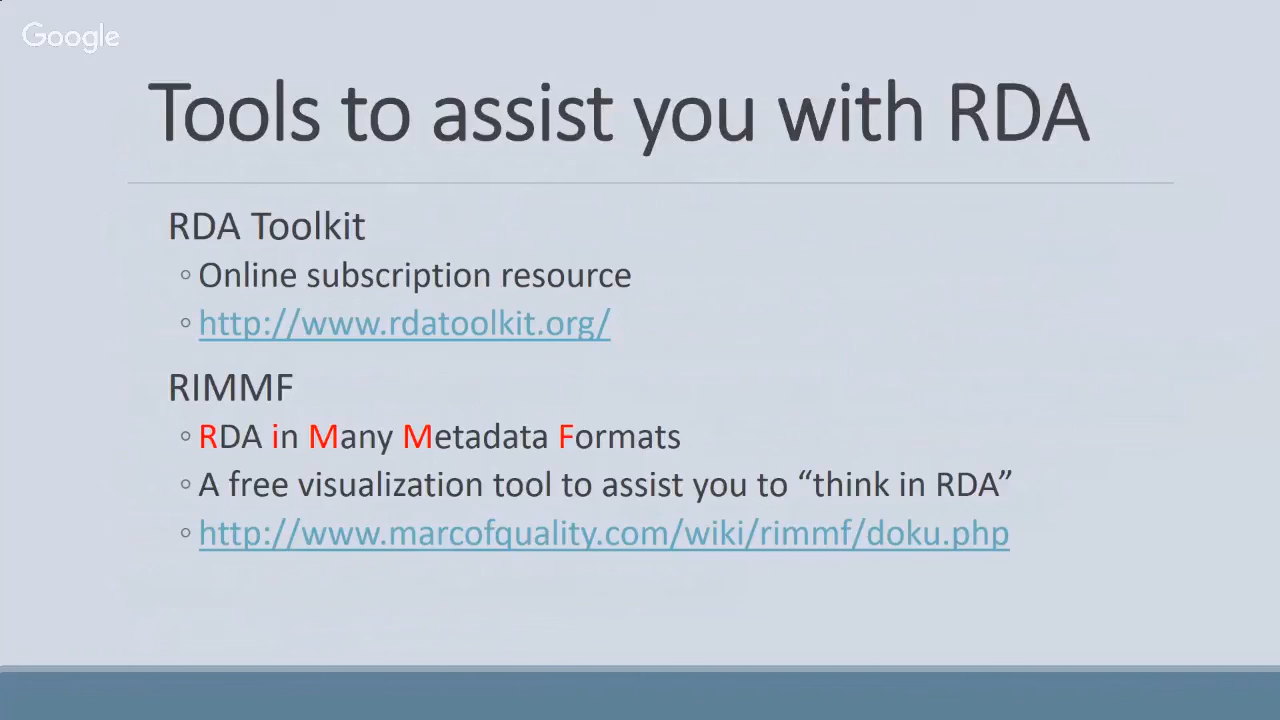 Google
Tools to assist you with RDA
RDA Toolkit
◦ Online subscription resource
◦ http://www.rdatoolkit.org/
RIMMF
◦ RDA in Many Metadata Formats
◦ A free visualization tool to assist you to “think in RDA”
◦ http://www.marcofquality.com/wiki/rimmf/doku.php